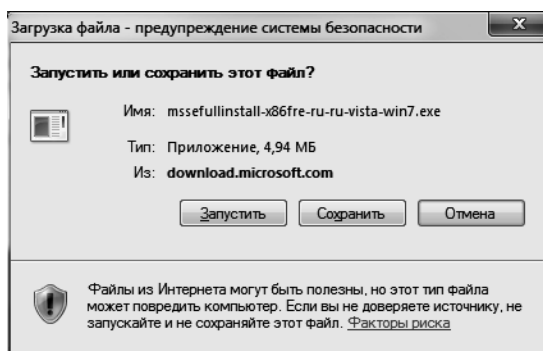 Загрузка файла - предупреждение системы безопасности
Запустить или сохранить этот файл?
Имя: mssefullinstall-x86fre-ru-ru-vista-win7.exe
Тип: Приложение, 4,94 МБ
Из: download.microsoft.com
Запустить Сохранить Отмена
Файлы из Интернета могут быть полезны, но этот тип файла
может повредить компьютер. Если вы не доверяете источнику, не
запускайте и не сохраняйте этот файл. Факторы риска